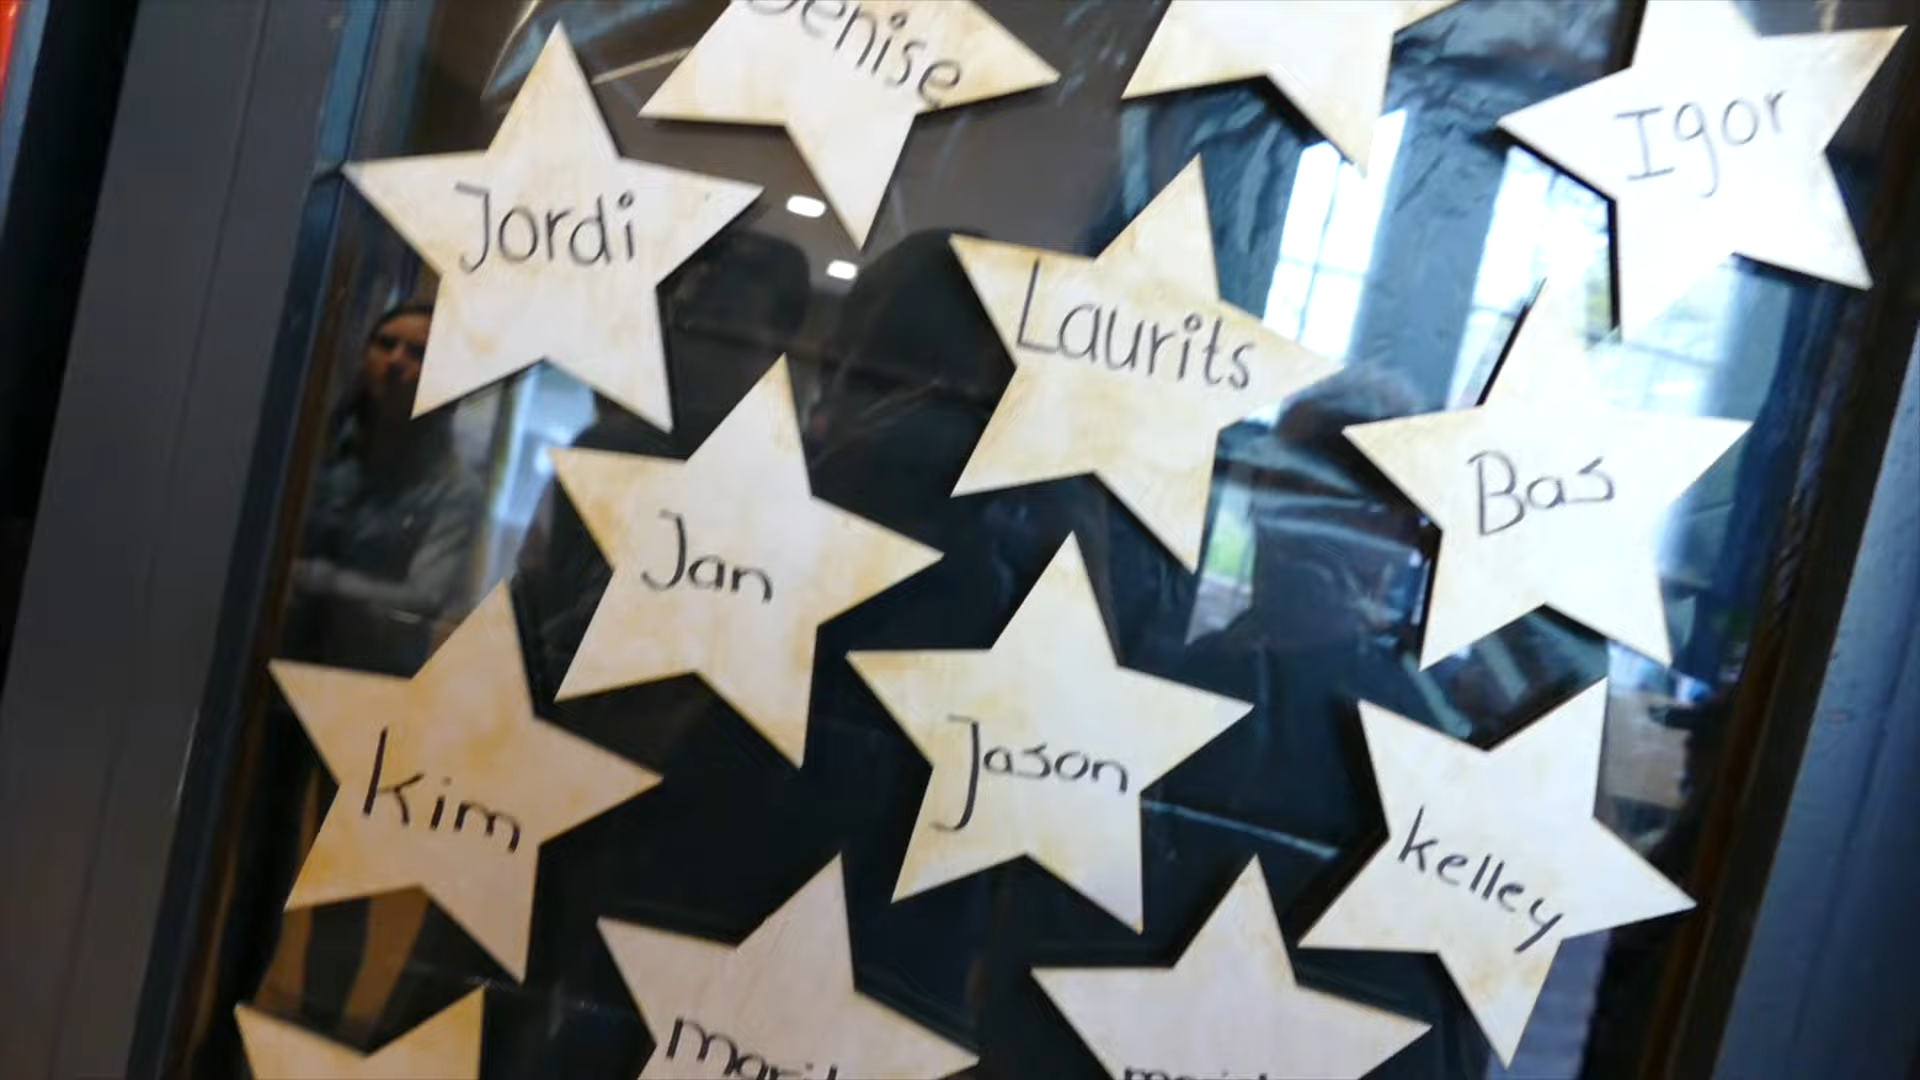 Denise
Igor
Jordi
Laurits
Bas
Jan
Kim
Jason
kelley